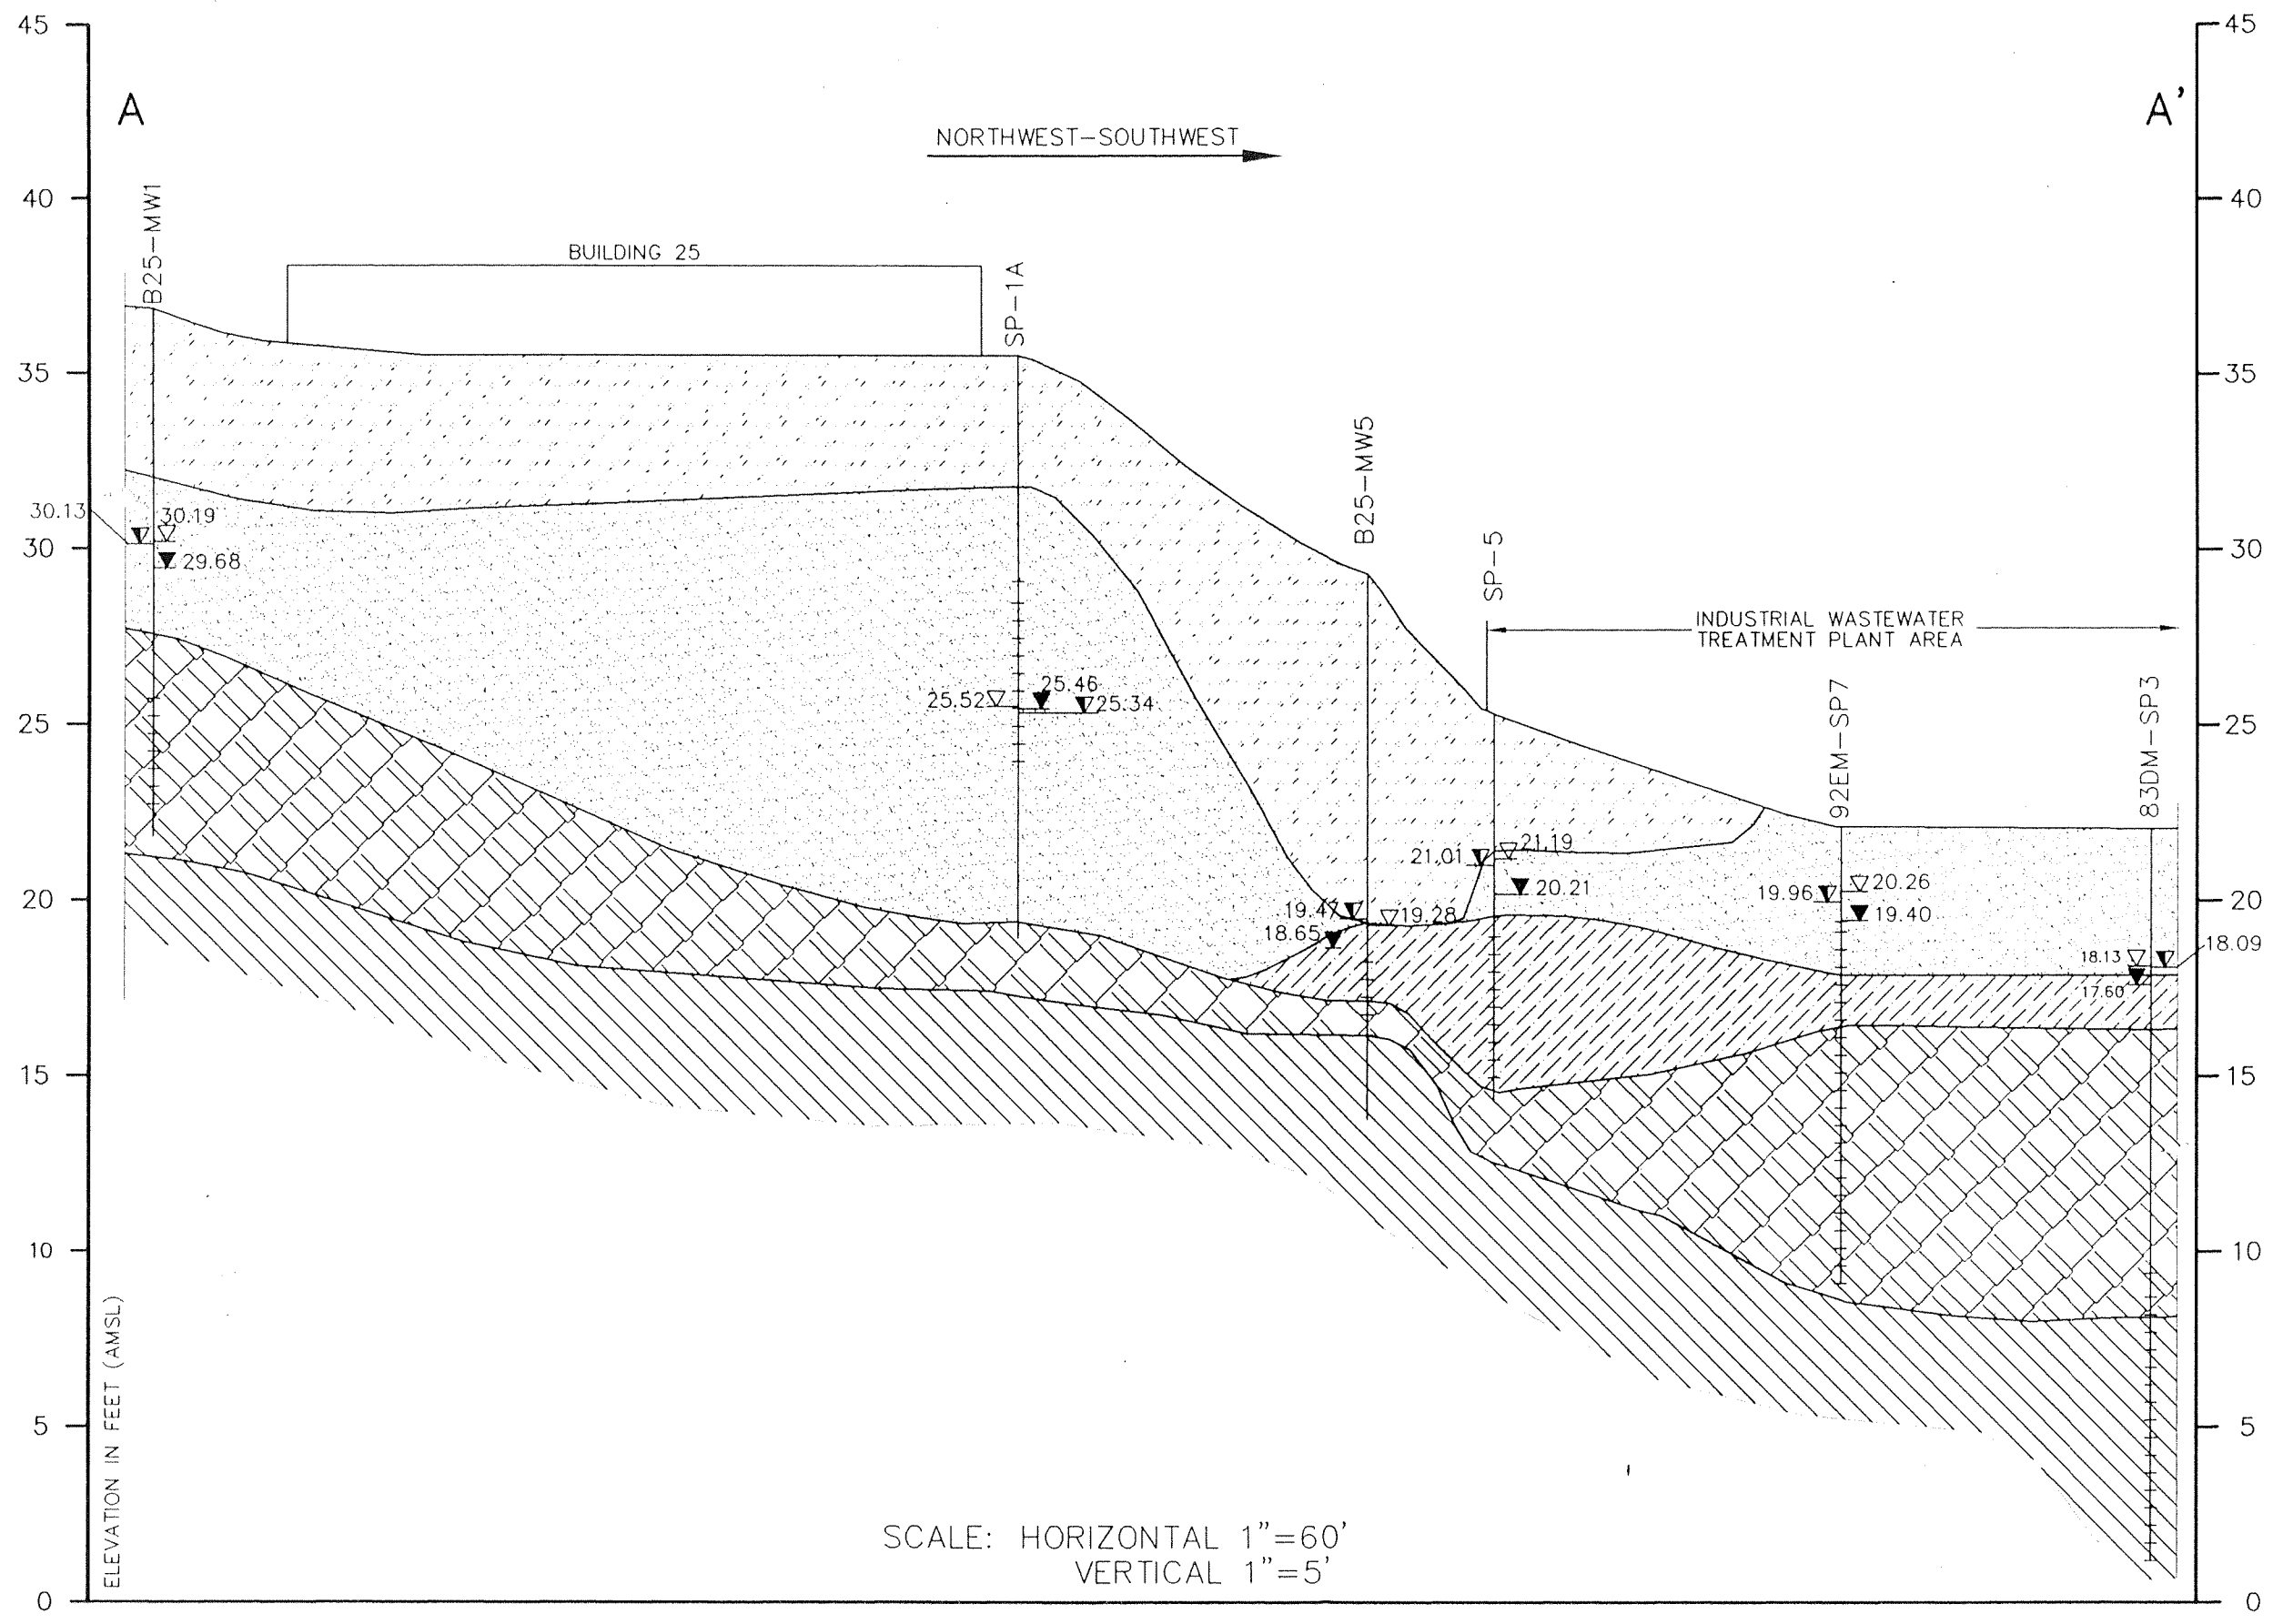 45
45
A
A'
NORTHWEST-SOUTHWEST
40
40
B25-MW1
BUILDING 25
SP-1A
35
35
B25-MW5
30.13
30.19
30
30
29.68
SP-5
INDUSTRIAL WASTEWATER
TREATMENT PLANT AREA
92EM-SP7
83DM-SP3
25.52
25.46
25.34
25
25
21.01
21.19
20.21
19.96
20.26
19.40
20
20
19.47
19.28
18.65
18.13
18.09
17.60
15
15
10
10
5
5
ELEVATION IN FEET (AMSL)
SCALE: HORIZONTAL 1"=60'
VERTICAL 1"=5'
0
0